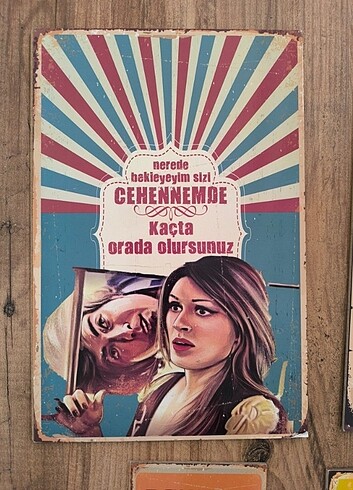 nerede
bekleyeyim sizi
CEHENNEMDE
Kaçta
orada olursunuz